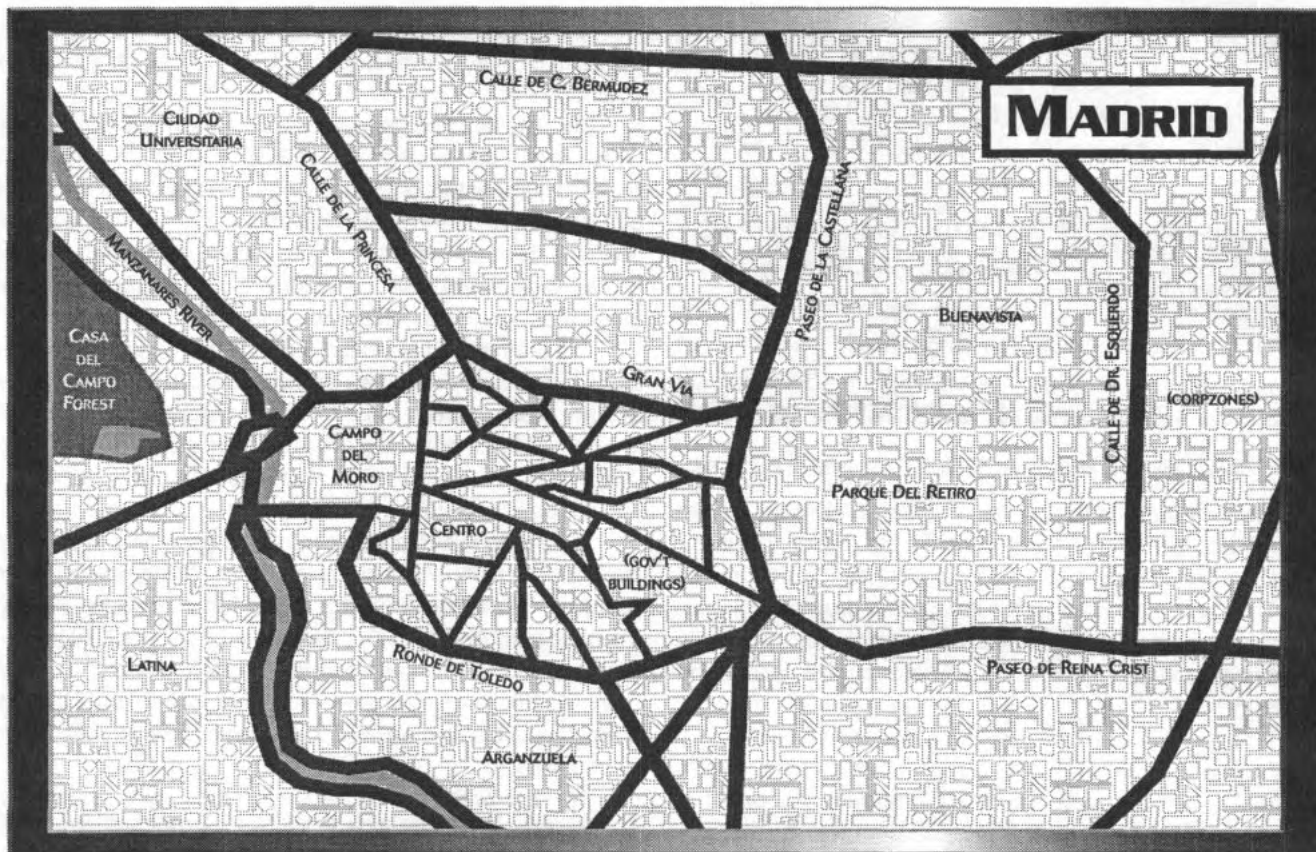 MADRID
CALLE DE C. BERMUDEZ
CIUDAD
UNIVERSITARIA
CALLE DE LA PRINCESA
PASEO DE LA CASTELLANA
MANZANARES RIVER
BUENAVISTA
CALLE DE DR. ESQUERDO
CASA
DEL
CAMPO
FOREST
GRAN VIA
(CORPZONES)
CAMPO
DEL
MORO
PARQUE DEL RETIRO
CENTRO
(GOV'T
BUILDINGS)
LATINA
RONDE DE TOLEDO
PASEO DE REINA CRIST
ARGANZUELA